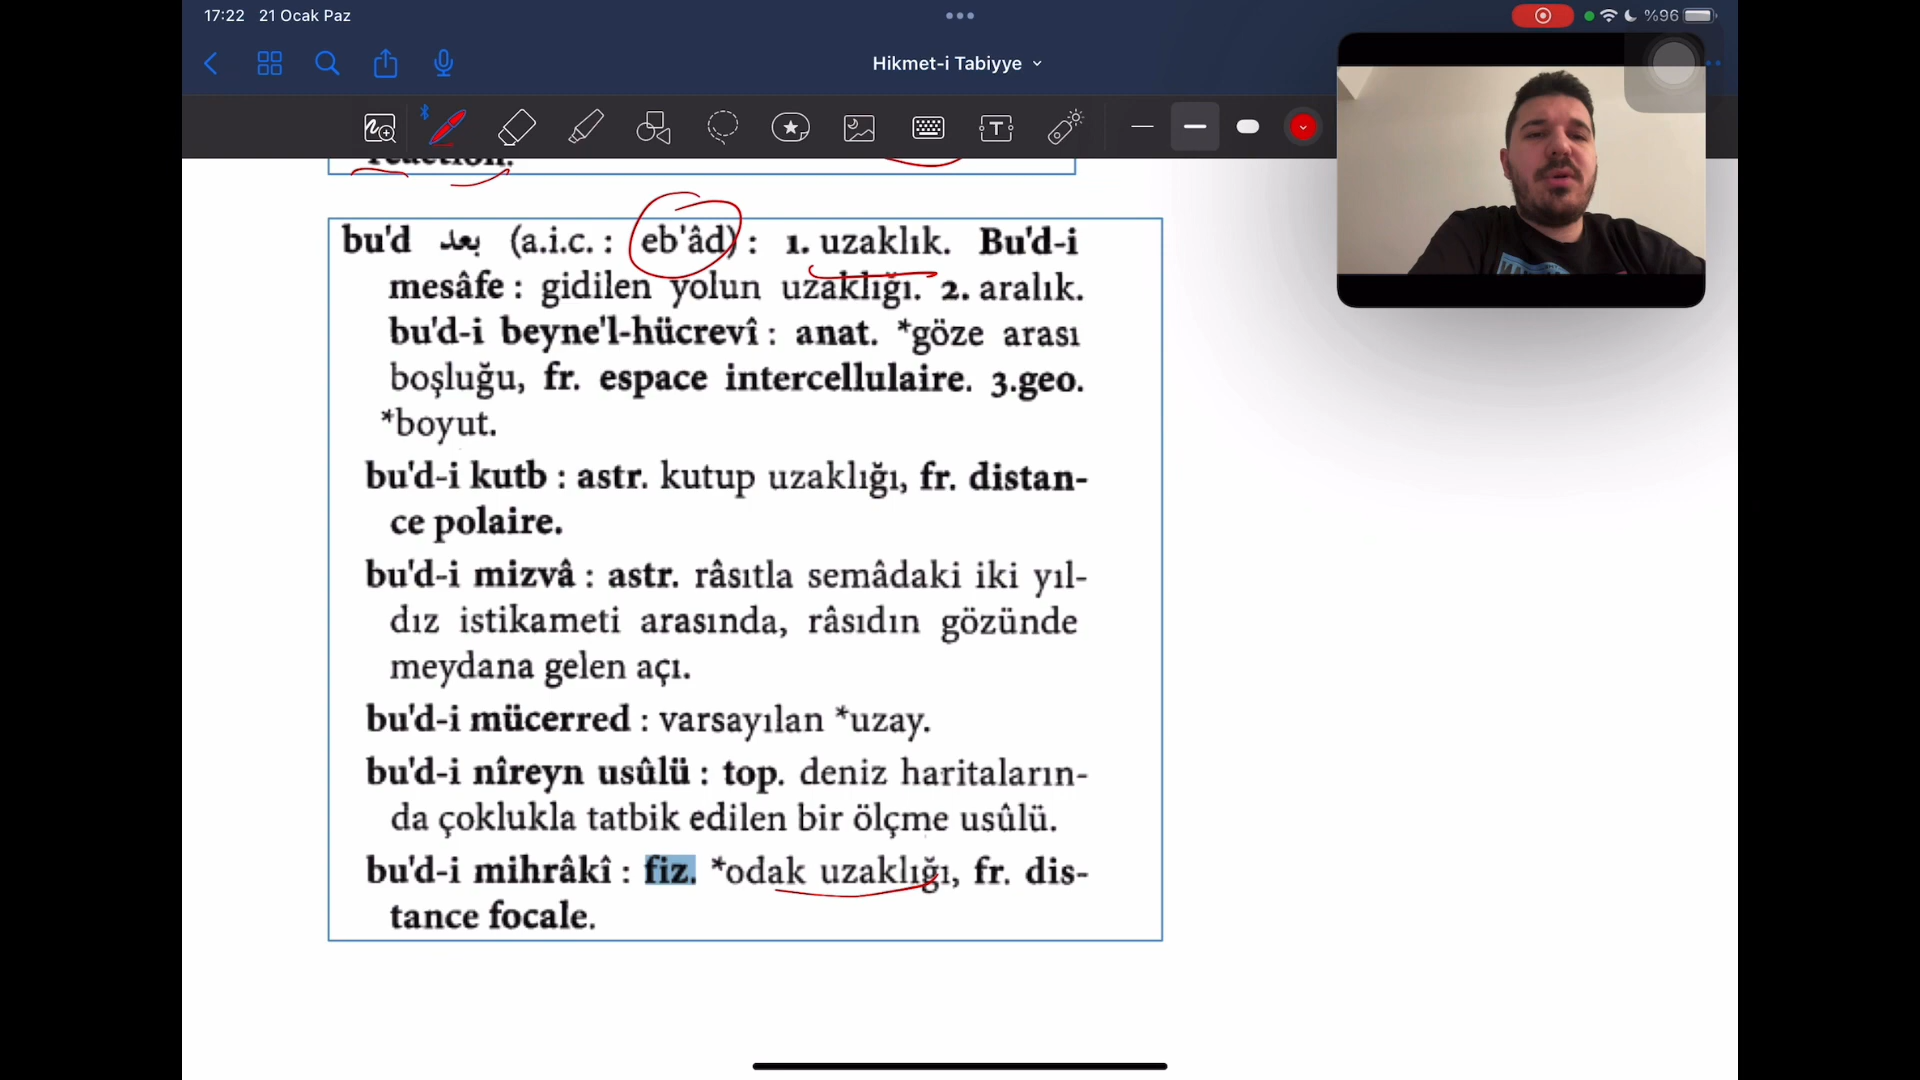 17:22 21 Ocak Paz
%96
Hikmet-i Tabiyye
reaction.
bu'd بعد (a.i.c. : eb'âd) : 1. uzaklık. Bu'd-i
mesâfe : gidilen yolun uzaklığı. 2. aralık.
bu'd-i beyne'l-hücrevî : anat. *göze arası
boşluğu, fr. espace intercellulaire. 3.geo.
*boyut.
bu'd-i kutb : astr. kutup uzaklığı, fr. distan-
ce polaire.
bu'd-i mizvâ : astr. râsıtla semâdaki iki yıl-
dız istikameti arasında, râsıdın gözünde
meydana gelen açı.
bu'd-i mücerred : varsayılan *uzay.
bu'd-i nîreyn usûlü : top. deniz haritaların-
da çoklukla tatbik edilen bir ölçme usûlü.
bu'd-i mihrâkî : fiz. *odak uzaklığı, fr. dis-
tance focale.